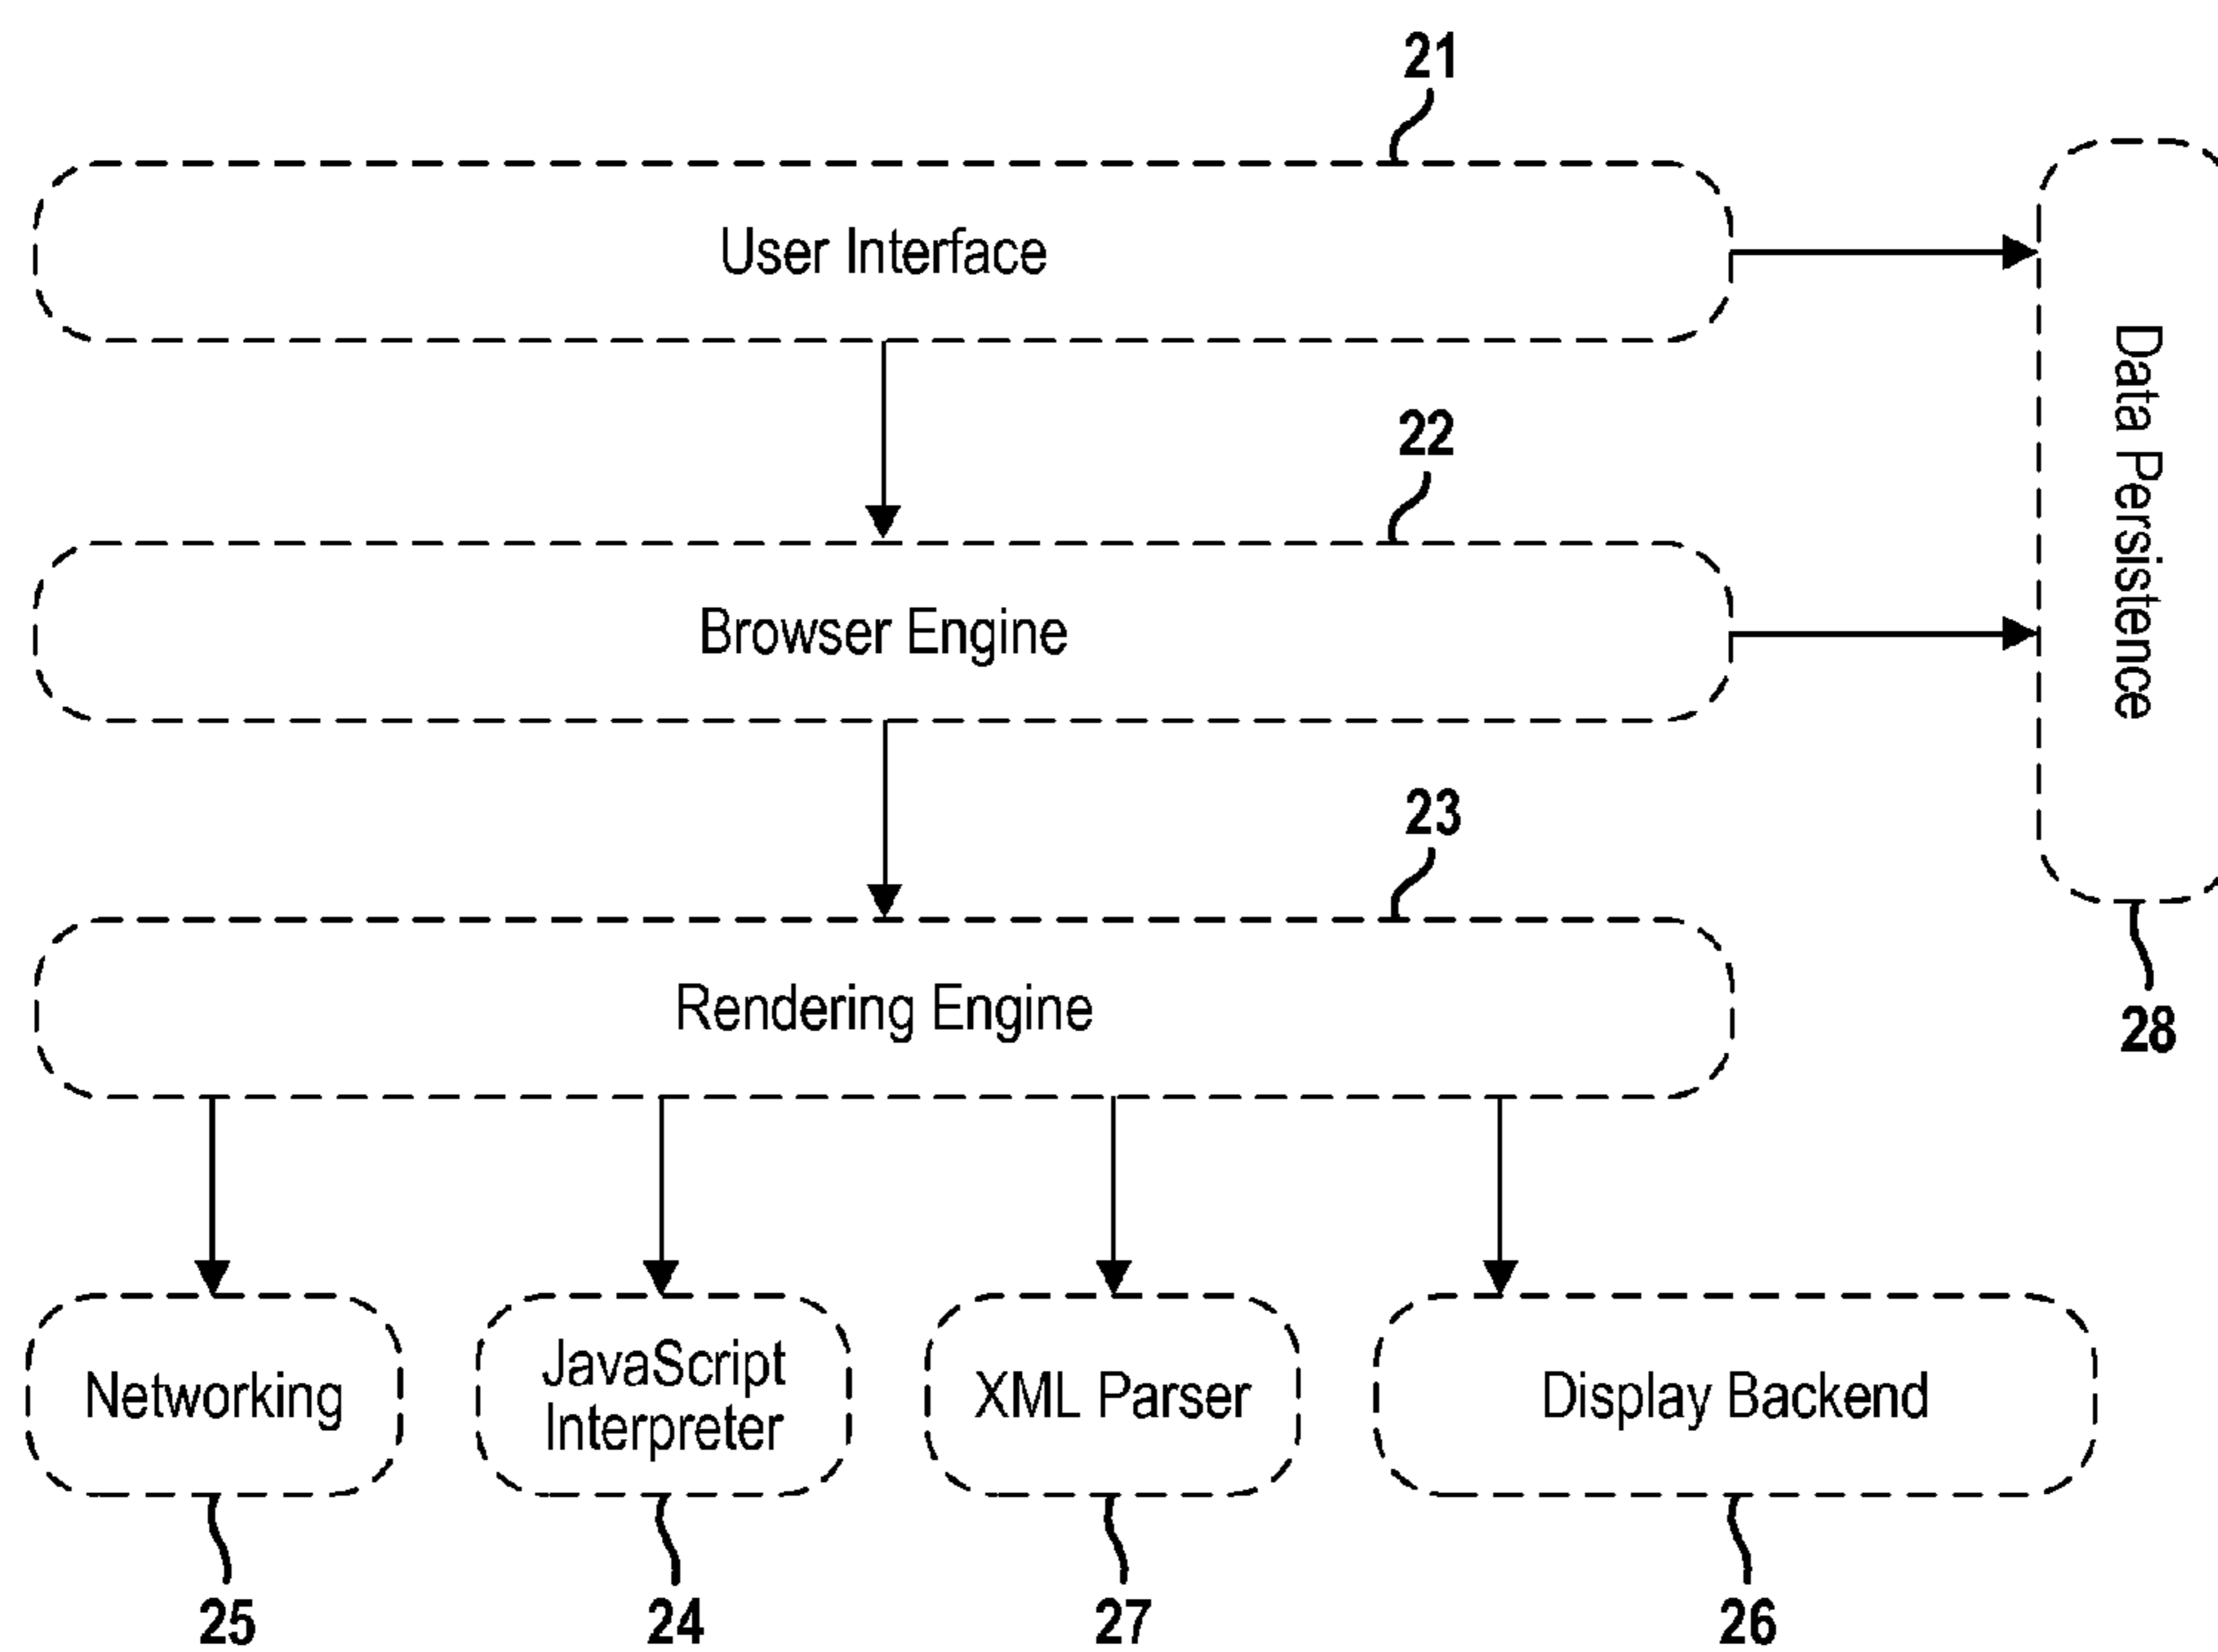 21
User Interface
22
Browser Engine
23
Rendering Engine
Data Persistence
28
Networking
JavaScript
Interpreter
XML Parser
Display Backend
25
24
27
26